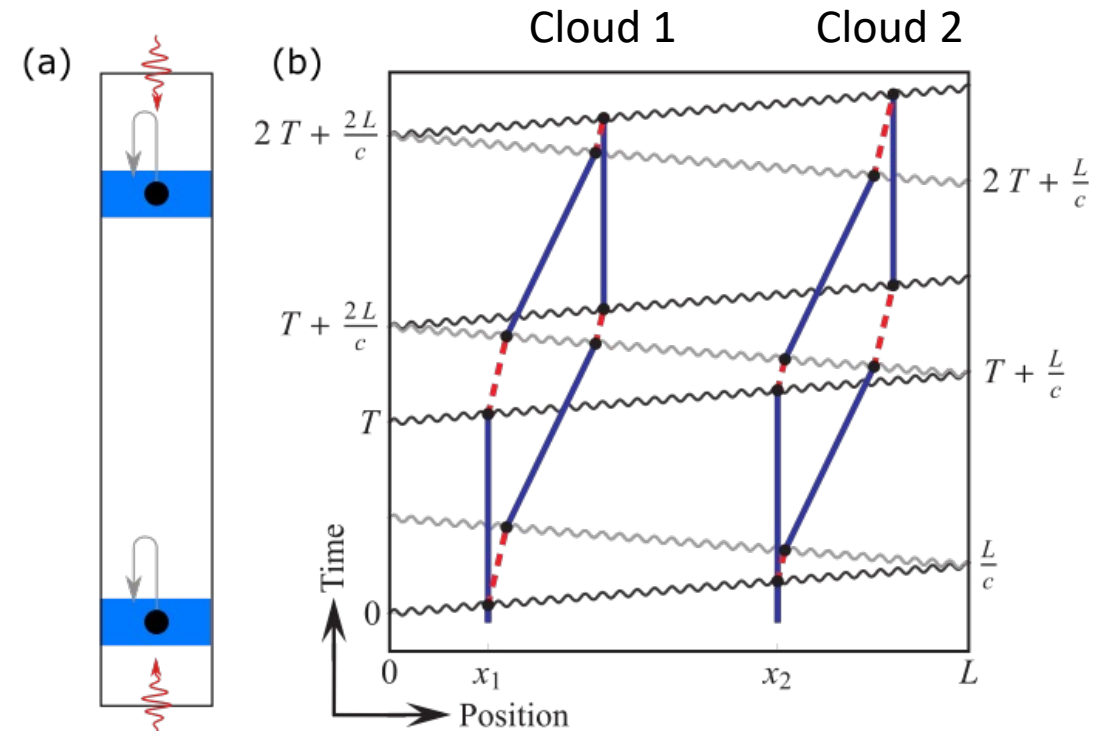 Cloud 1
Cloud 2
(a)
(b)
2 T + 2L/c
2 T + L/c
T + 2L/c
T + L/c
T
L/c
0
Time
0
x₁
x₂
L
Position